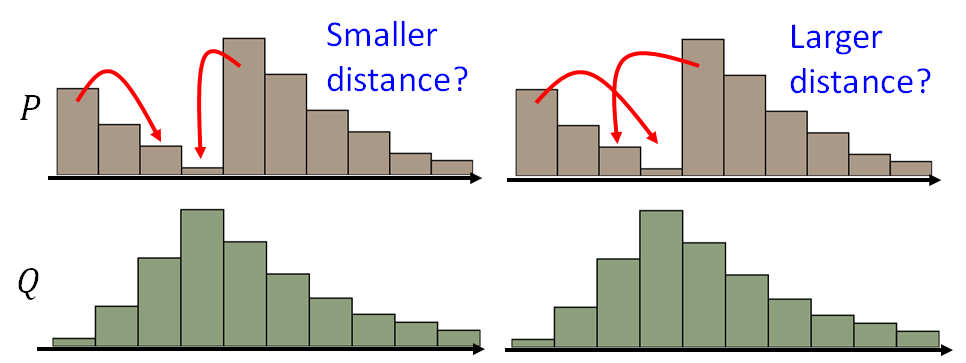 Smaller
distance?
Larger
distance?
P
Q